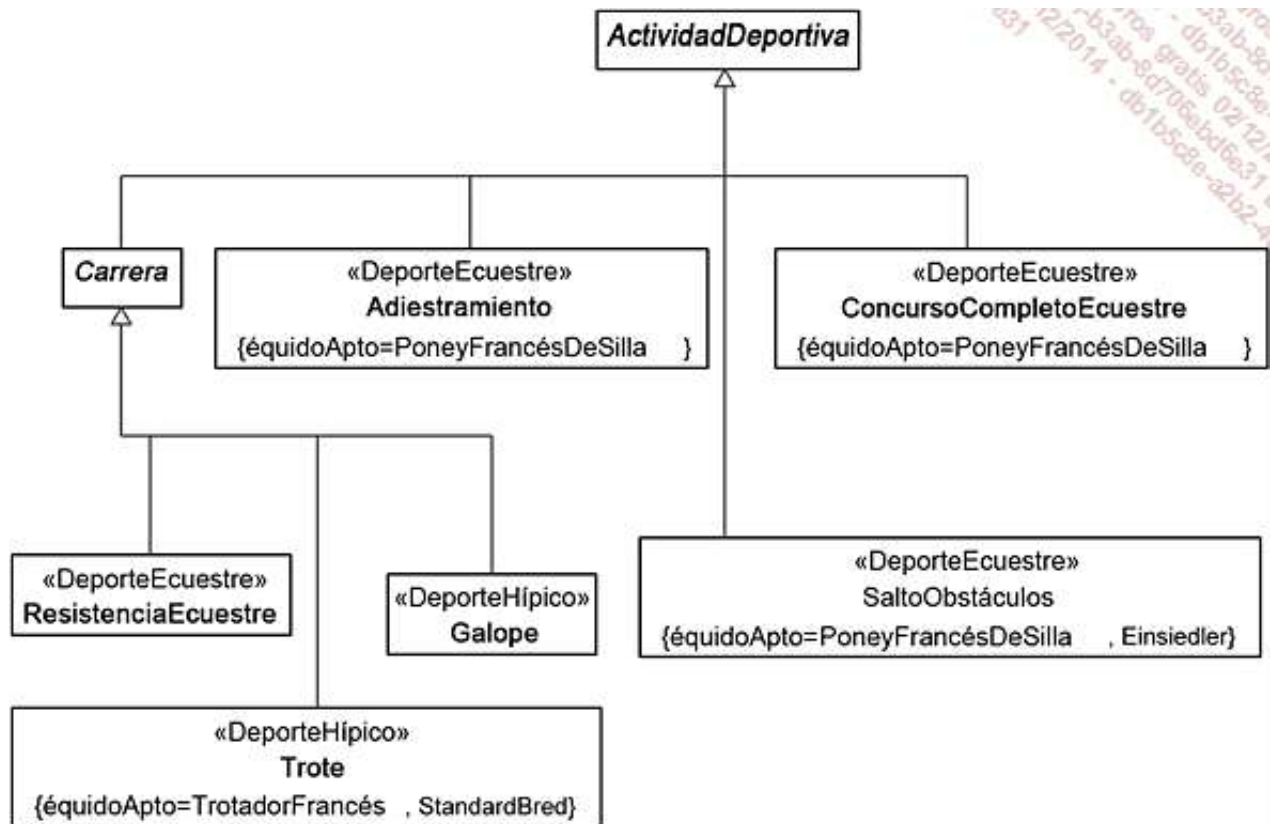 ActividadDeportiva
Carrera
«DeporteEcuestre»
Adiestramiento
{équidoApto=PoneyFrancésDeSilla }
«DeporteEcuestre»
ConcursoCompletoEcuestre
{équidoApto=PoneyFrancésDeSilla }
«DeporteEcuestre»
ResistenciaEcuestre
«DeporteHípico»
Galope
«DeporteEcuestre»
SaltoObstáculos
{équidoApto=PoneyFrancésDeSilla , Einsiedler}
«DeporteHípico»
Trote
{équidoApto=TrotadorFrancés , StandardBred}